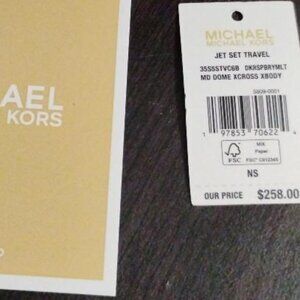 AEL
KORS
MICHAEL
MICHAEL KORS
JET SET TRAVEL
35S5STVC6B DKRSPBRYMLT
MD DOME XCROSS XBODY
1 97853 70622
MIX
Paper
FSC
NS
OUR PRICE $258.00